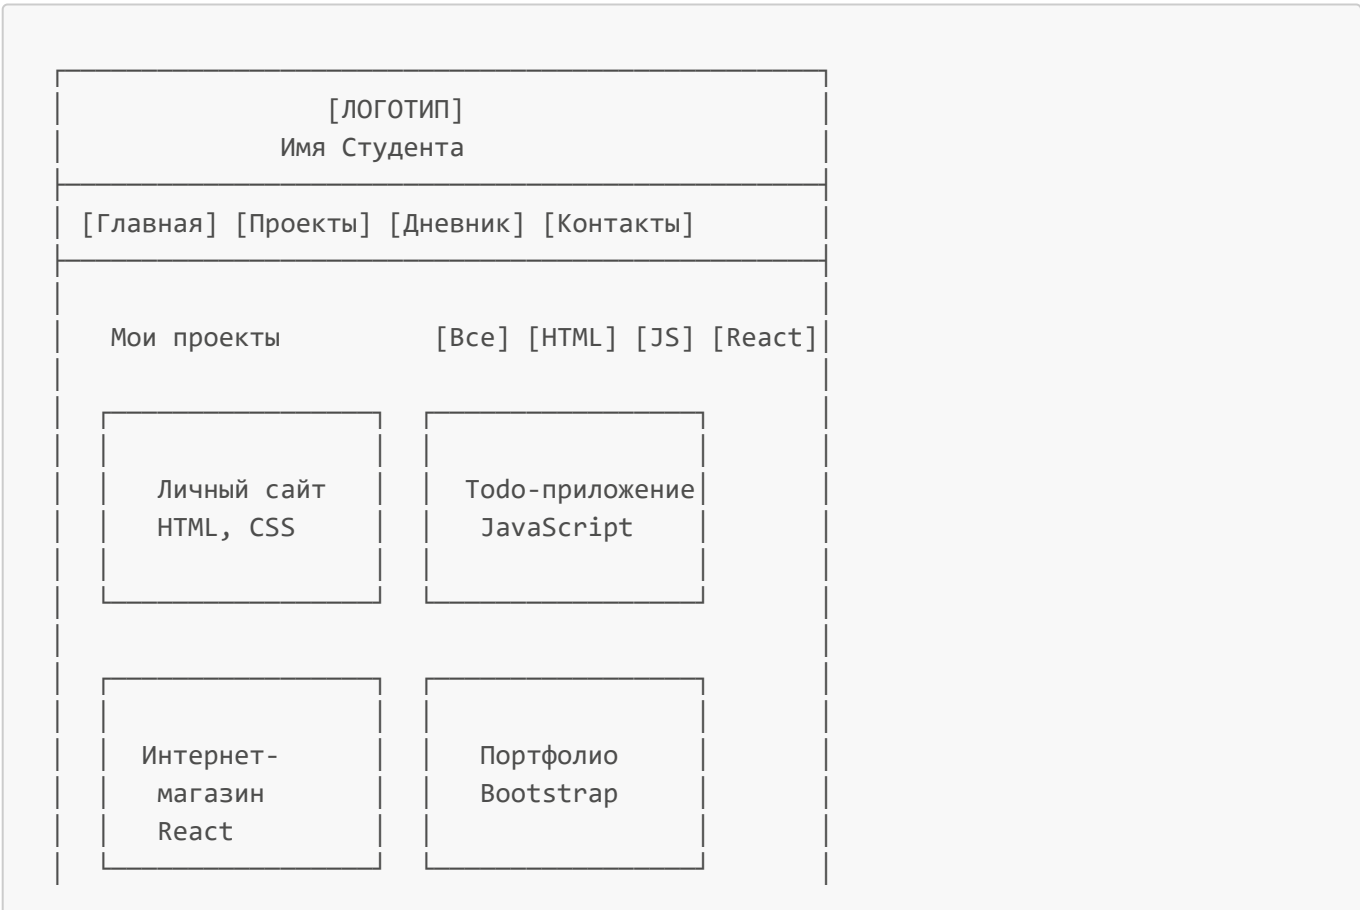 [ЛОГОТИП]
Имя Студента
[Главная] [Проекты] [Дневник] [Контакты]
Мои проекты [Все] [HTML] [JS] [React]
Личный сайт Todo-приложение
HTML, CSS JavaScript
Интернет- Портфолио
магазин Bootstrap
React